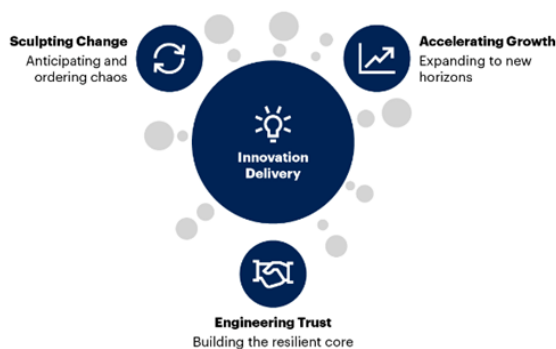 Sculpting Change
Anticipating and
ordering chaos
Accelerating Growth
Expanding to new
horizons
Innovation
Delivery
Engineering Trust
Building the resilient core